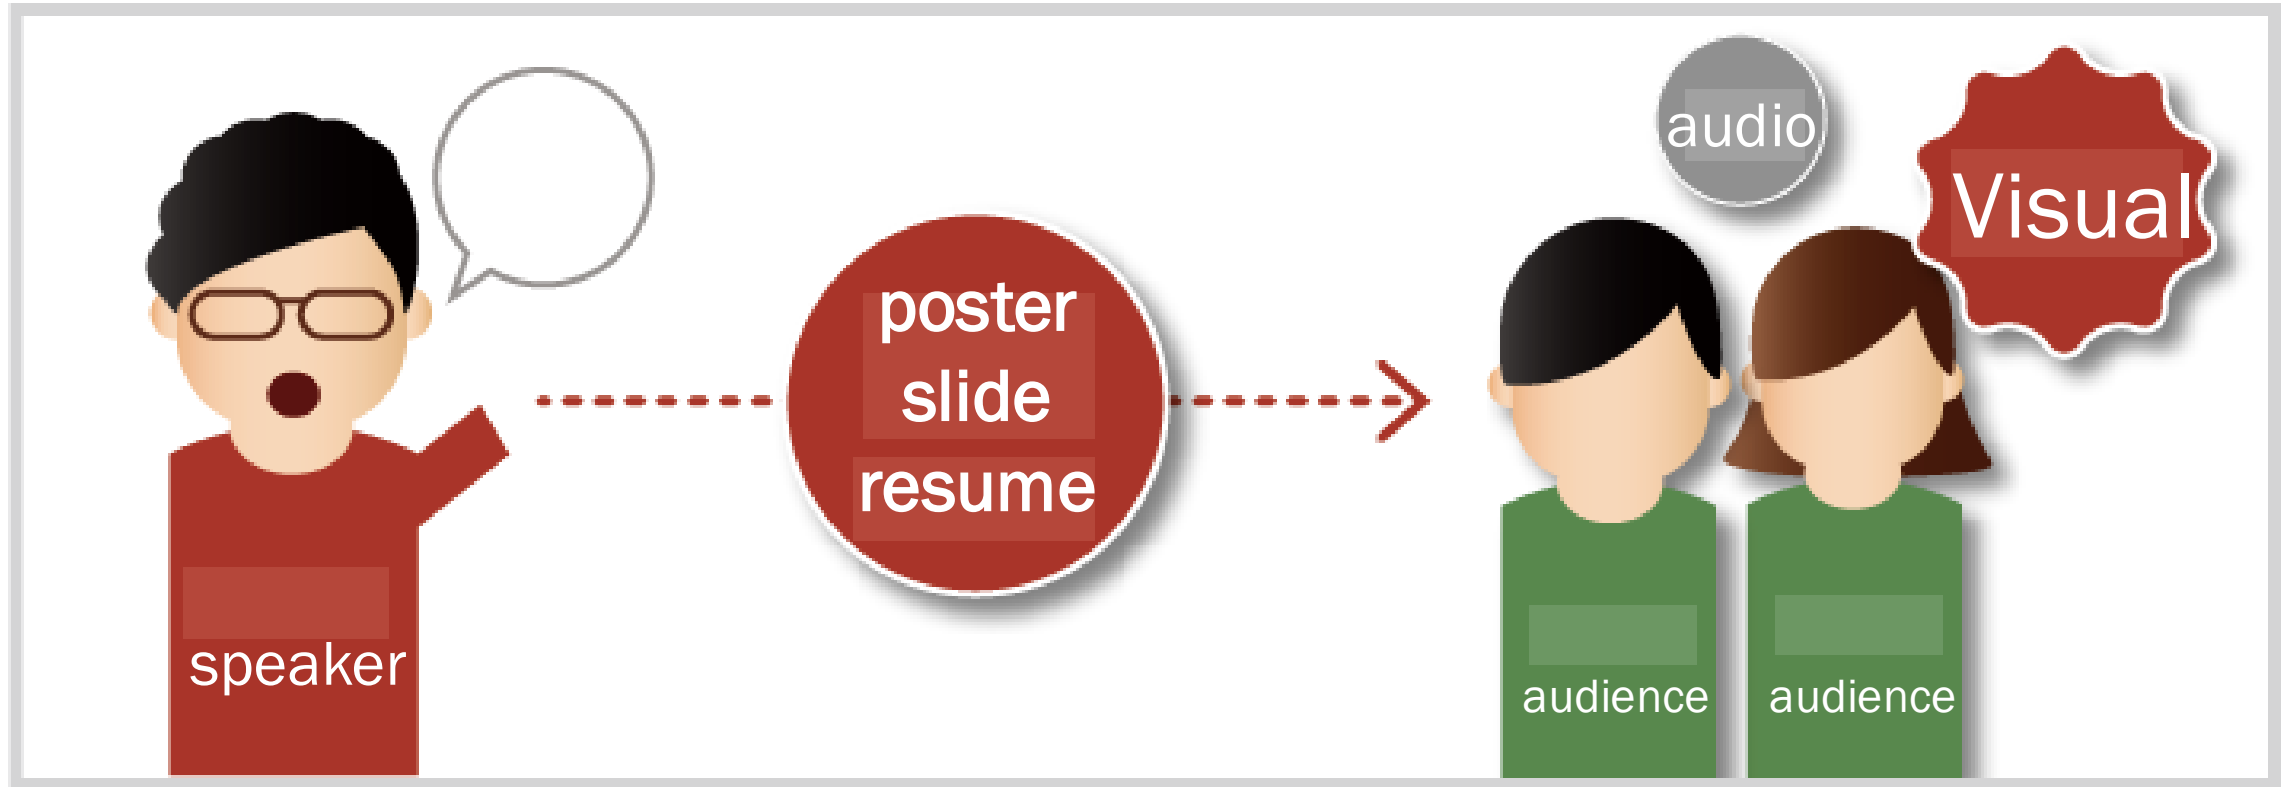 speaker
poster
slide
resume
audio
Visual
audience
audience